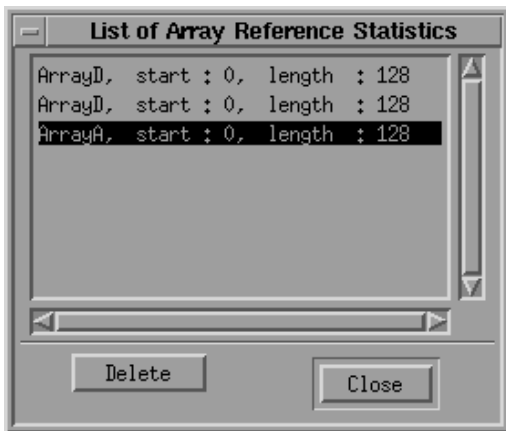 List of Array Reference Statistics
ArrayD, start : 0, length : 128
ArrayD, start : 0, length : 128
ArrayA, start : 0, length : 128
Delete
Close